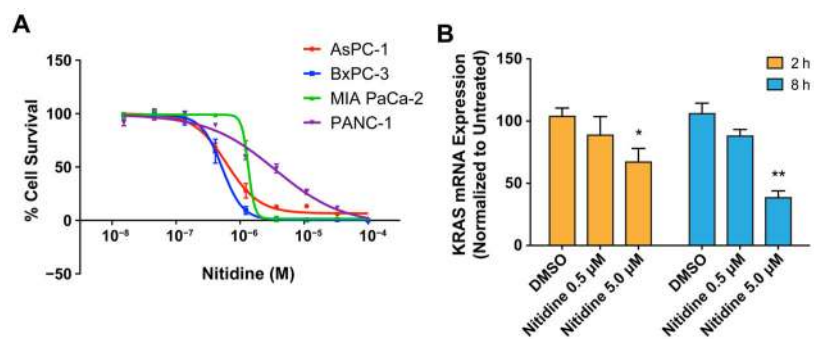 A
AsPC-1
BxPC-3
MIA PaCa-2
PANC-1
% Cell Survival
150
100
50
0
−50
10⁻⁸
10⁻⁷
10⁻⁶
10⁻⁵
10⁻⁴
Nitidine (M)
B
2 h
8 h
KRAS mRNA Expression
(Normalized to Untreated)
150
100
50
0
*
**
DMSO
Nitidine 0.5 µM
Nitidine 5.0 µM
DMSO
Nitidine 0.5 µM
Nitidine 5.0 µM